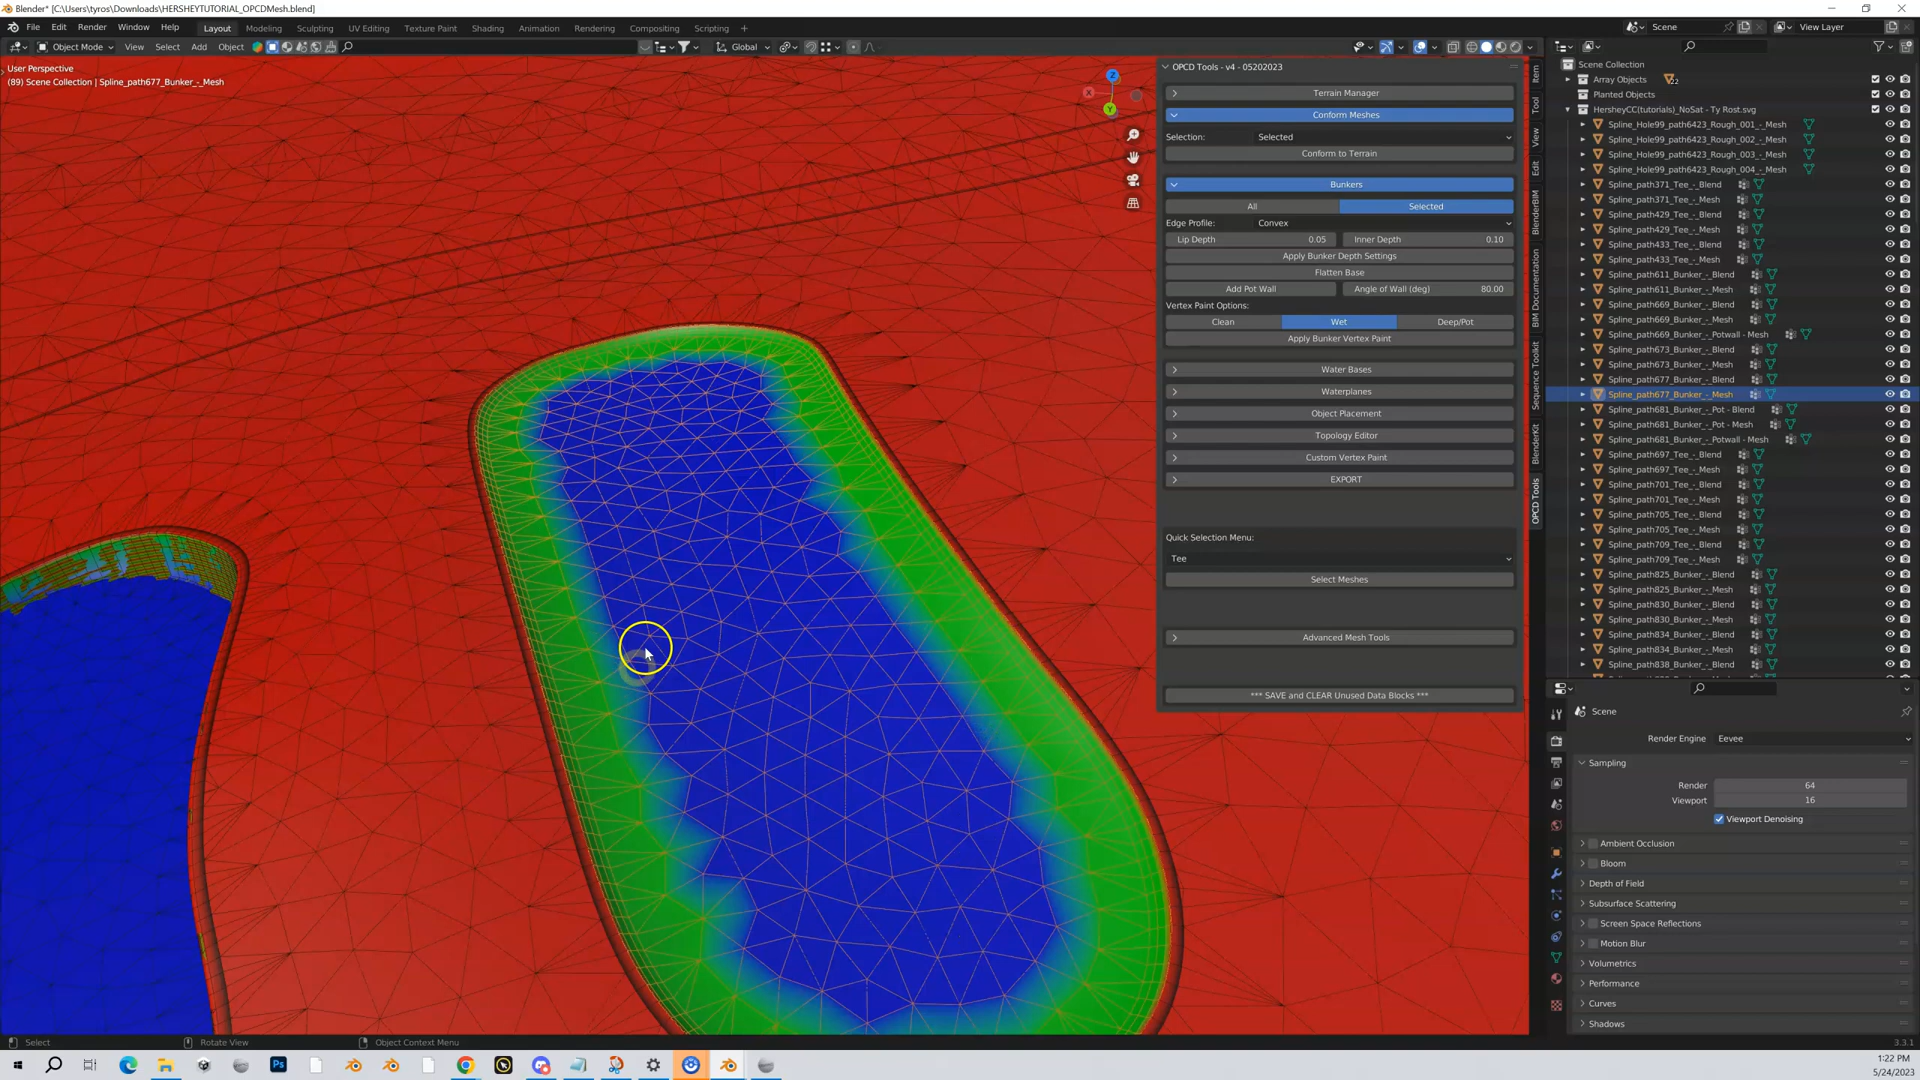 Blender* [C:\Users\tyros\Downloads\HERSHEYTUTORIAL_OPCDMesh.blend]
File Edit Render Window Help Layout Modeling Sculpting UV Editing Texture Paint Shading Animation Rendering Compositing Scripting + Scene View Layer
Object Mode View Select Add Object Global
User Perspective
(89) Scene Collection | Spline_path677_Bunker_-_Mesh
Z
X
Y
OPCD Tools - v4 - 05202023
Terrain Manager
Conform Meshes
Selection: Selected
Conform to Terrain
Bunkers
All Selected
Edge Profile: Convex
Lip Depth 0.05 Inner Depth 0.10
Apply Bunker Depth Settings
Flatten Base
Add Pot Wall Angle of Wall (deg) 80.00
Vertex Paint Options:
Clean Wet Deep/Pot
Apply Bunker Vertex Paint
Water Bases
Waterplanes
Object Placement
Topology Editor
Custom Vertex Paint
EXPORT
Quick Selection Menu:
Tee
Select Meshes
Advanced Mesh Tools
*** SAVE and CLEAR Unused Data Blocks ***
Item
Tool
View
Edit
BlenderBIM
BIM Documentation
Sequence Toolkit
BlenderKit
OPCD Tools
Scene Collection
Array Objects 22
Planted Objects
HersheyCC(tutorials)_NoSat - Ty Rost.svg
Spline_Hole99_path6423_Rough_001_-_Mesh
Spline_Hole99_path6423_Rough_002_-_Mesh
Spline_Hole99_path6423_Rough_003_-_Mesh
Spline_Hole99_path6423_Rough_004_-_Mesh
Spline_path371_Tee_-_Blend
Spline_path371_Tee_-_Mesh
Spline_path429_Tee_-_Blend
Spline_path429_Tee_-_Mesh
Spline_path433_Tee_-_Blend
Spline_path433_Tee_-_Mesh
Spline_path611_Bunker_-_Blend
Spline_path611_Bunker_-_Mesh
Spline_path669_Bunker_-_Blend
Spline_path669_Bunker_-_Mesh
Spline_path669_Bunker_-_Potwall - Mesh
Spline_path673_Bunker_-_Blend
Spline_path673_Bunker_-_Mesh
Spline_path677_Bunker_-_Blend
Spline_path677_Bunker_-_Mesh
Spline_path681_Bunker_-_Pot - Blend
Spline_path681_Bunker_-_Pot - Mesh
Spline_path681_Bunker_-_Potwall - Mesh
Spline_path697_Tee_-_Blend
Spline_path697_Tee_-_Mesh
Spline_path701_Tee_-_Blend
Spline_path701_Tee_-_Mesh
Spline_path705_Tee_-_Blend
Spline_path705_Tee_-_Mesh
Spline_path709_Tee_-_Blend
Spline_path709_Tee_-_Mesh
Spline_path825_Bunker_-_Blend
Spline_path825_Bunker_-_Mesh
Spline_path830_Bunker_-_Blend
Spline_path830_Bunker_-_Mesh
Spline_path834_Bunker_-_Blend
Spline_path834_Bunker_-_Mesh
Spline_path838_Bunker_-_Blend
Scene
Render Engine Eevee
Sampling
Render 64
Viewport 16
Viewport Denoising
Ambient Occlusion
Bloom
Depth of Field
Subsurface Scattering
Screen Space Reflections
Motion Blur
Volumetrics
Performance
Curves
Shadows
Select Rotate View Object Context Menu 3.3.1
Ps
1:22 PM
5/24/2023